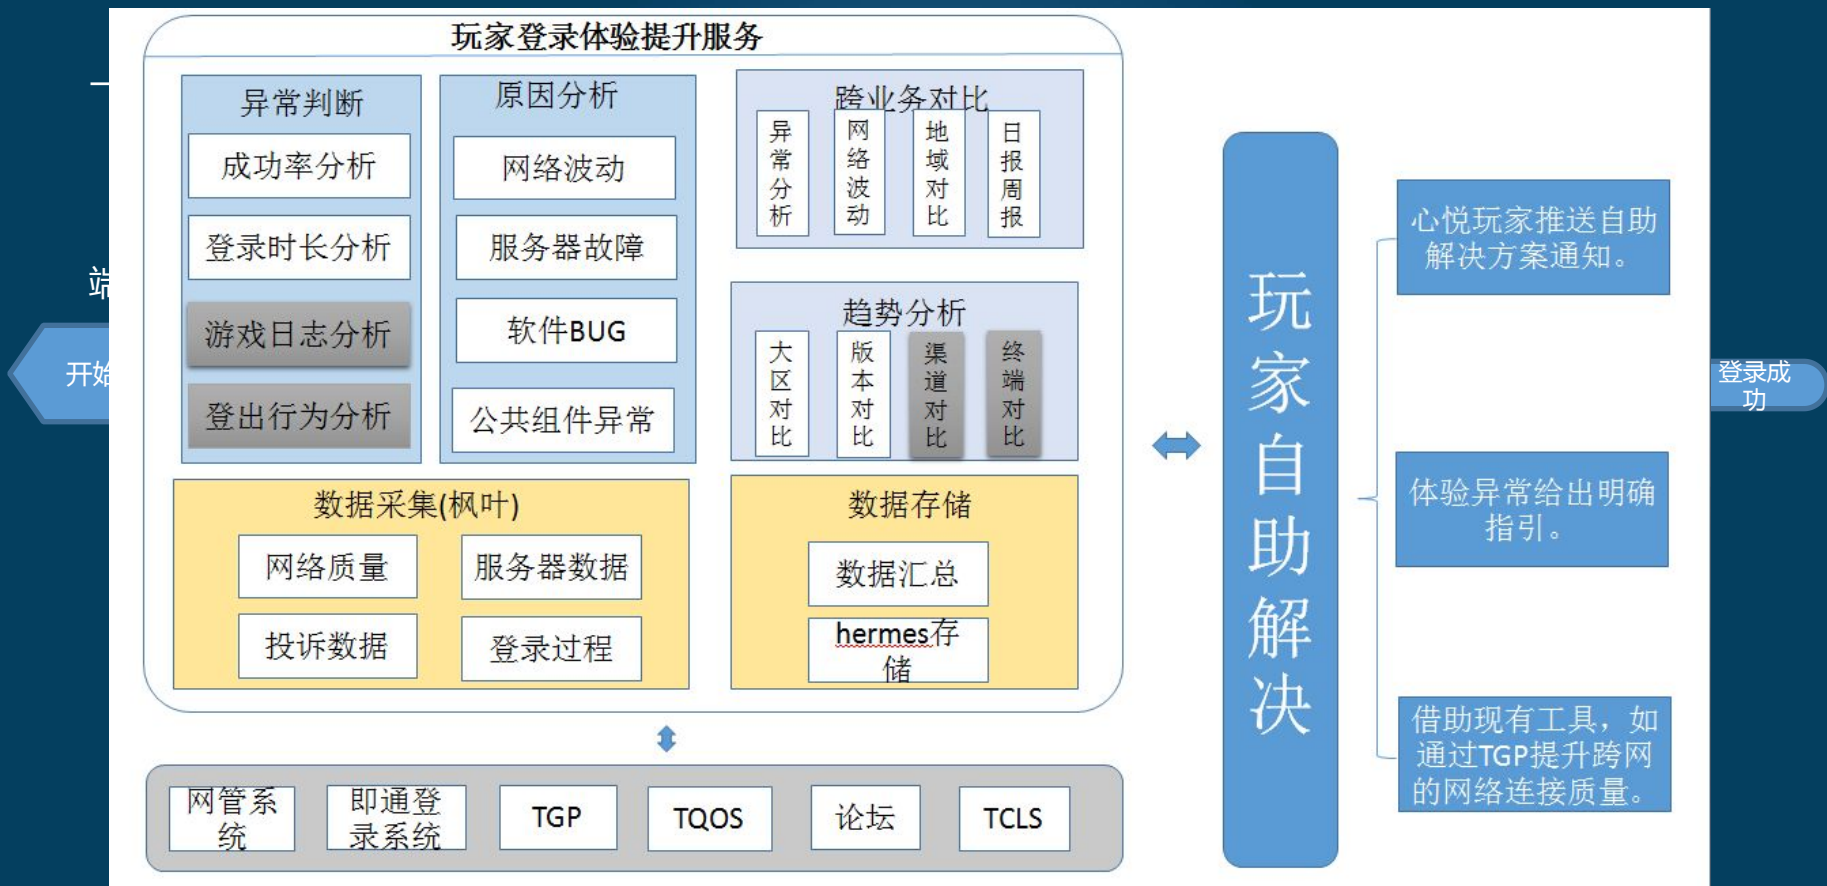 玩家登录体验提升服务
异常判断
成功率分析
登录时长分析
游戏日志分析
登出行为分析
原因分析
网络波动
服务器故障
软件BUG
公共组件异常
跨业务对比
异常分析
网络波动
地域对比
日报周报
趋势分析
大区对比
版本对比
渠道对比
终端对比
数据采集(枫叶)
网络质量
服务器数据
投诉数据
登录过程
数据存储
数据汇总
hermes存
储
网管系
统
即通登
录系统
TGP
TQOS
论坛
TCLS
玩家自助解决
心悦玩家推送自助
解决方案通知。
体验异常给出明确
指引。
借助现有工具，如
通过TGP提升跨网
的网络连接质量。
一
端
开始
登录成
功